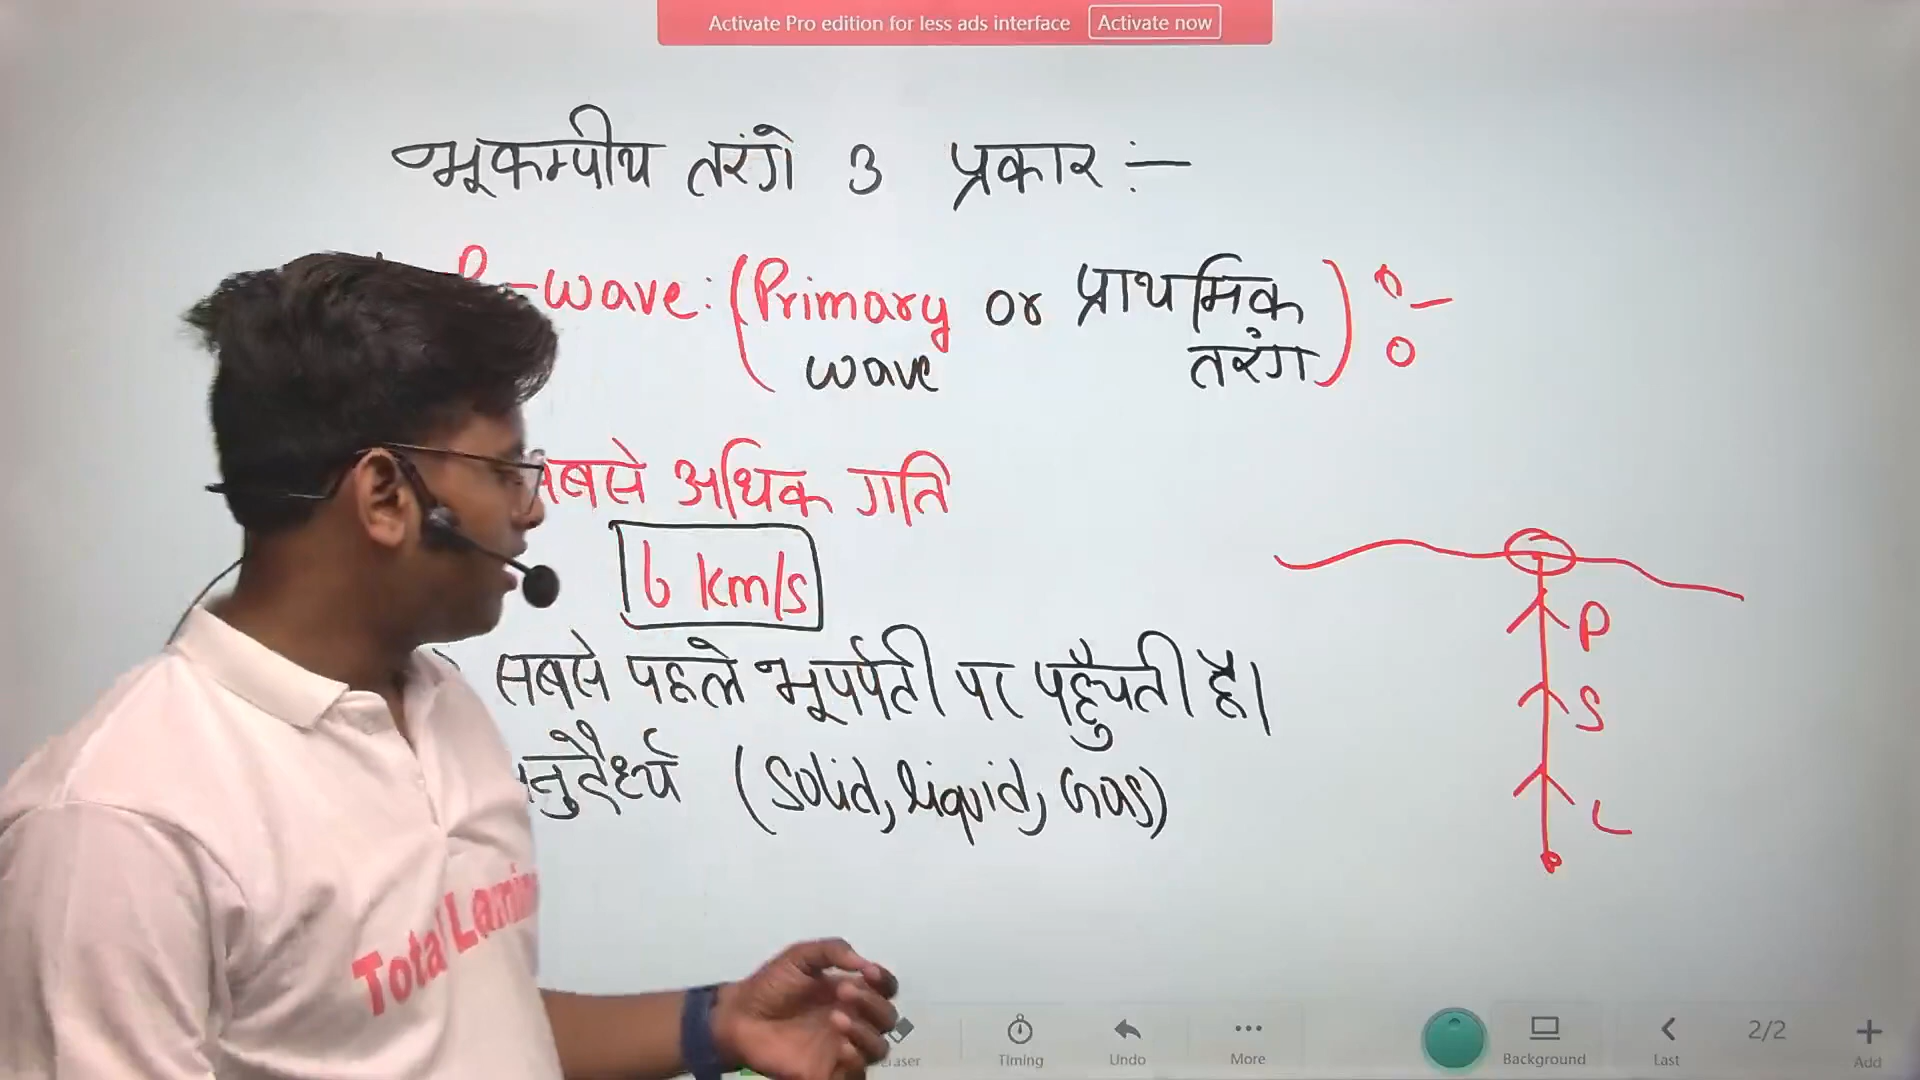 Activate Pro edition for less ads interface Activate now
भूकम्पीय तरंगे 3 प्रकार :-
P-wave: (Primary or प्राथमिक
wave तरंग) :-
सबसे अधिक गति
6 km/s
सबसे पहले भूपर्पटी पर पहुँचती है।
(Solid, liquid, Gas)
P
S
L
Total Learnin
Eraser Timing Undo More Background Last 2/2 Add